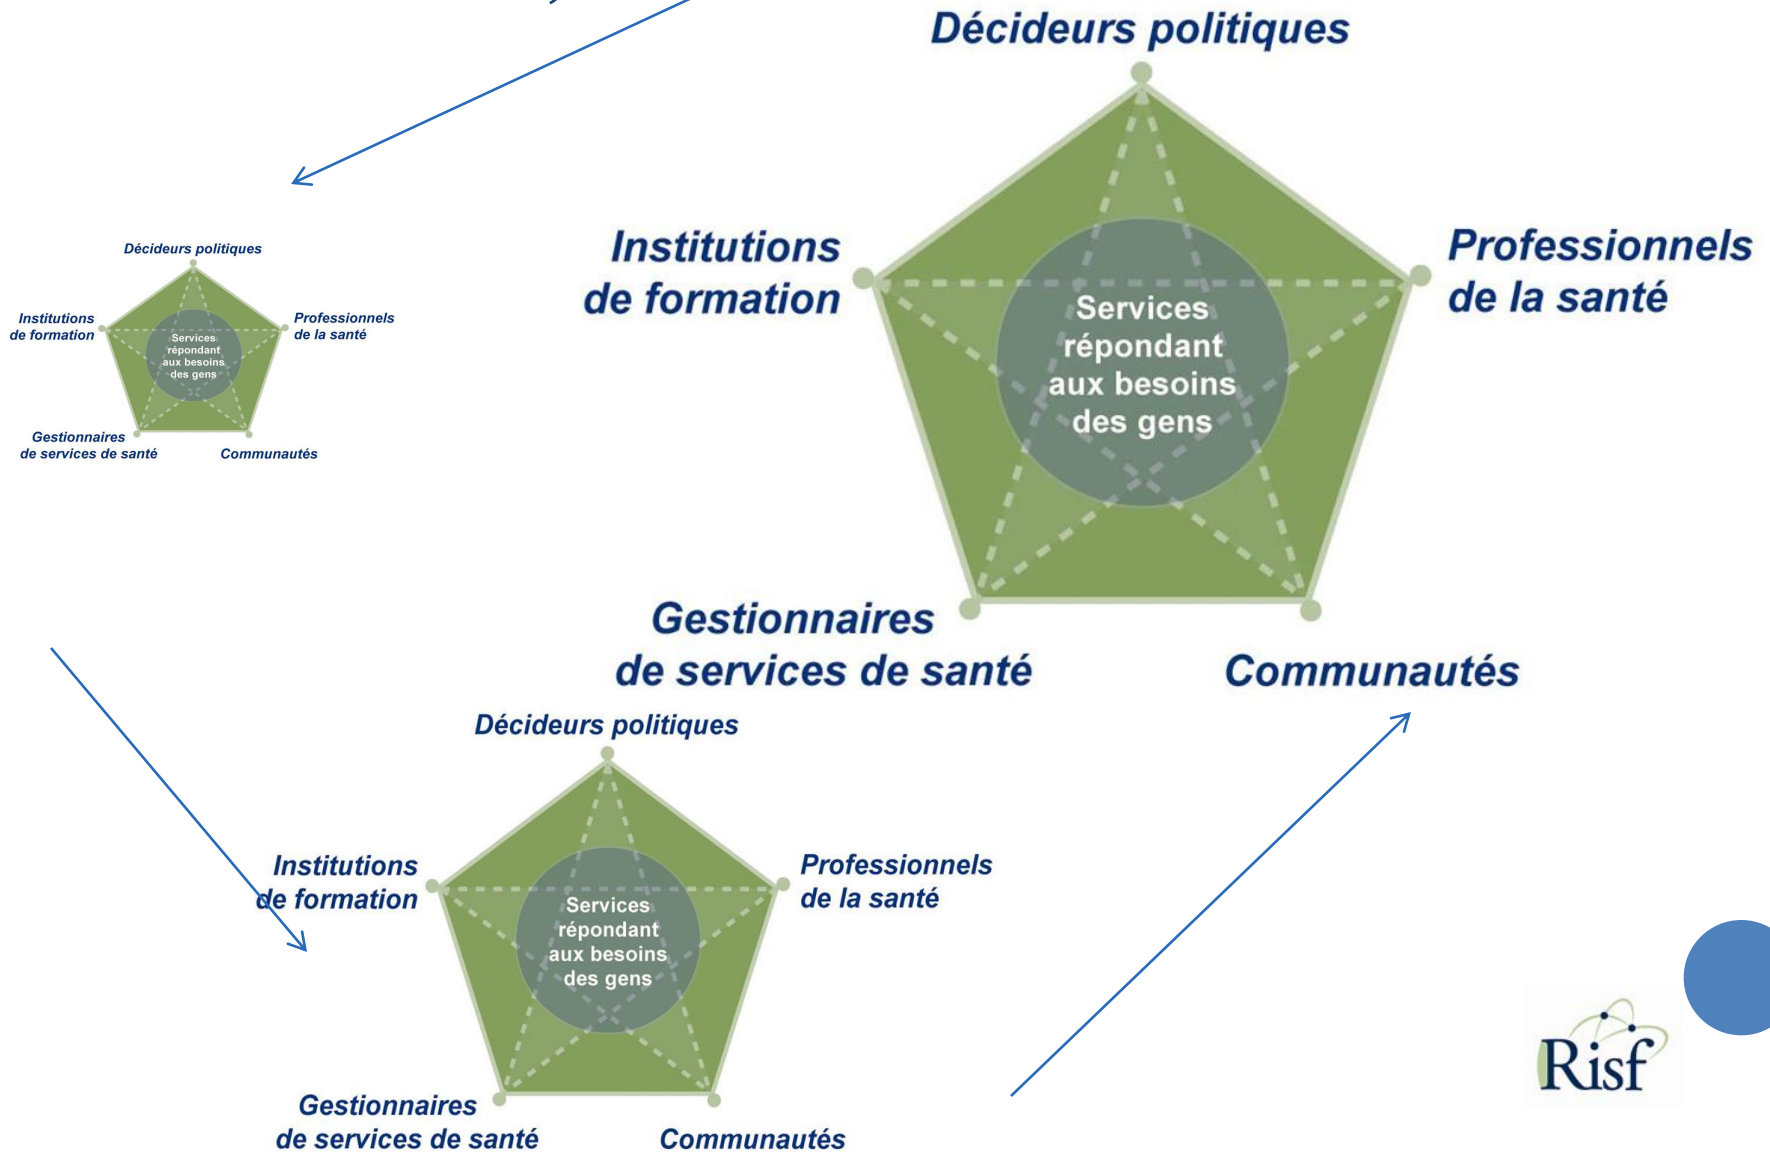 Décideurs politiques
Institutions
de formation
Professionnels
de la santé
Services
répondant
aux besoins
des gens
Gestionnaires
de services de santé
Communautés
Décideurs politiques
Institutions
de formation
Professionnels
de la santé
Services
répondant
aux besoins
des gens
Gestionnaires
de services de santé
Communautés
Décideurs politiques
Institutions
de formation
Professionnels
de la santé
Services
répondant
aux besoins
des gens
Gestionnaires
de services de santé
Communautés
Risf